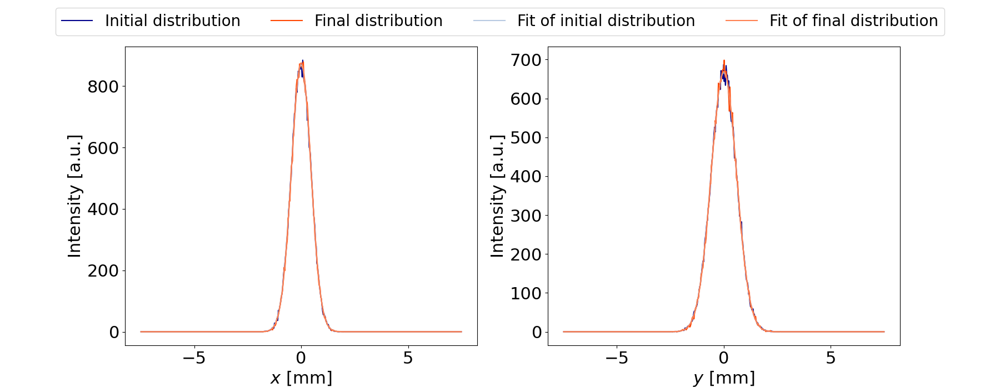 Initial distribution Final distribution Fit of initial distribution Fit of final distribution
Intensity [a.u.]
800
600
400
200
0
−5 0 5
x [mm]
Intensity [a.u.]
700
600
500
400
300
200
100
0
−5 0 5
y [mm]